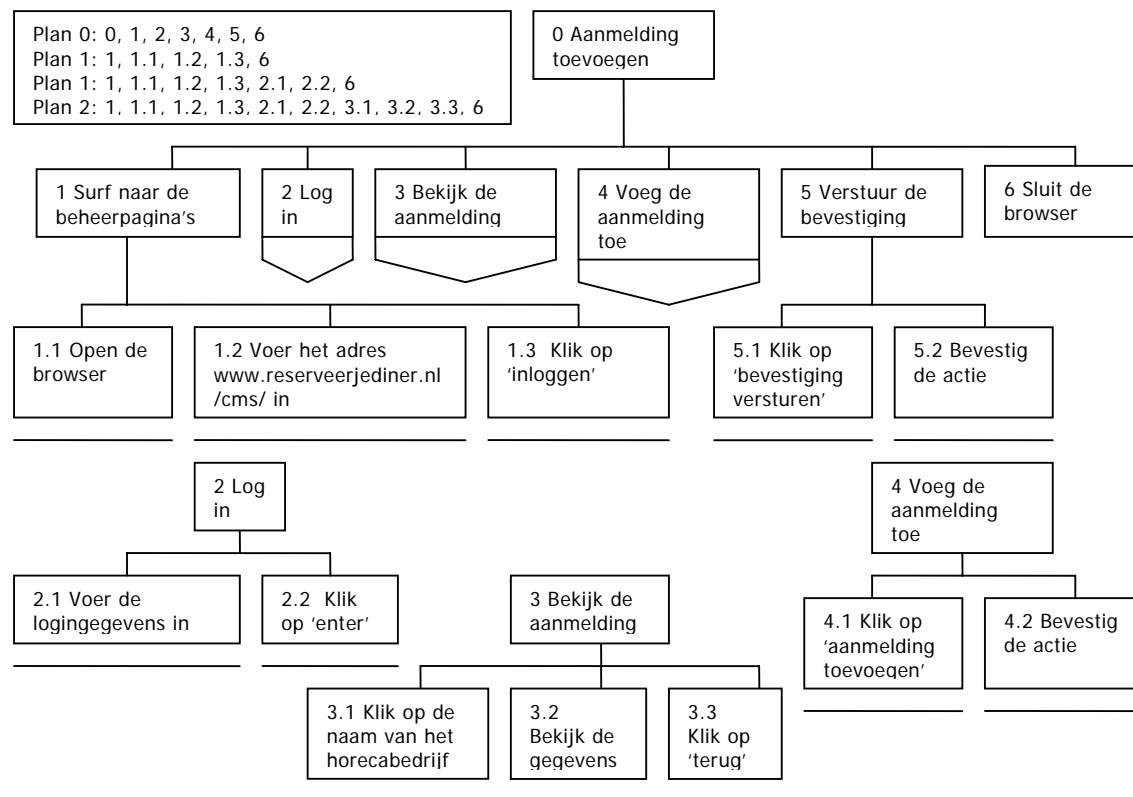 Plan 0: 0, 1, 2, 3, 4, 5, 6
Plan 1: 1, 1.1, 1.2, 1.3, 6
Plan 1: 1, 1.1, 1.2, 1.3, 2.1, 2.2, 6
Plan 2: 1, 1.1, 1.2, 1.3, 2.1, 2.2, 3.1, 3.2, 3.3, 6
0 Aanmelding
toevoegen
1 Surf naar de
beheerpagina's
2 Log
in
3 Bekijk de
aanmelding
4 Voeg de
aanmelding
toe
5 Verstuur de
bevestiging
6 Sluit de
browser
1.1 Open de
browser
1.2 Voer het adres
www.reserveerjediner.nl
/cms/ in
1.3 Klik op
‘inloggen’
5.1 Klik op
‘bevestiging
versturen’
5.2 Bevestig
de actie
2 Log
in
4 Voeg de
aanmelding
toe
2.1 Voer de
logingegevens in
2.2 Klik
op ‘enter’
3 Bekijk de
aanmelding
4.1 Klik op
‘aanmelding
toevoegen’
4.2 Bevestig
de actie
3.1 Klik op de
naam van het
horecabedrijf
3.2
Bekijk de
gegevens
3.3
Klik op
‘terug’